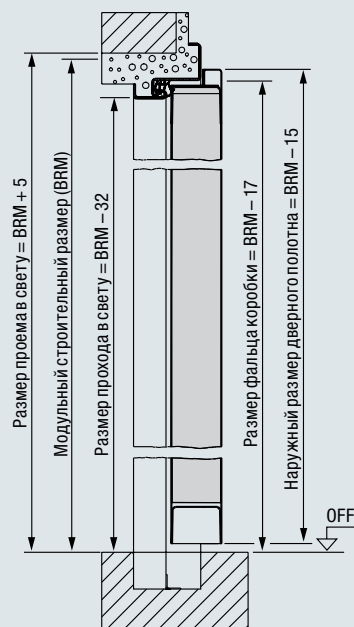 Размер проема в свету = BRM + 5
Модульный строительный размер (BRM)
Размер прохода в свету = BRM – 32
Размер фальца коробки = BRM – 17
Наружный размер дверного полотна = BRM – 15
OFF